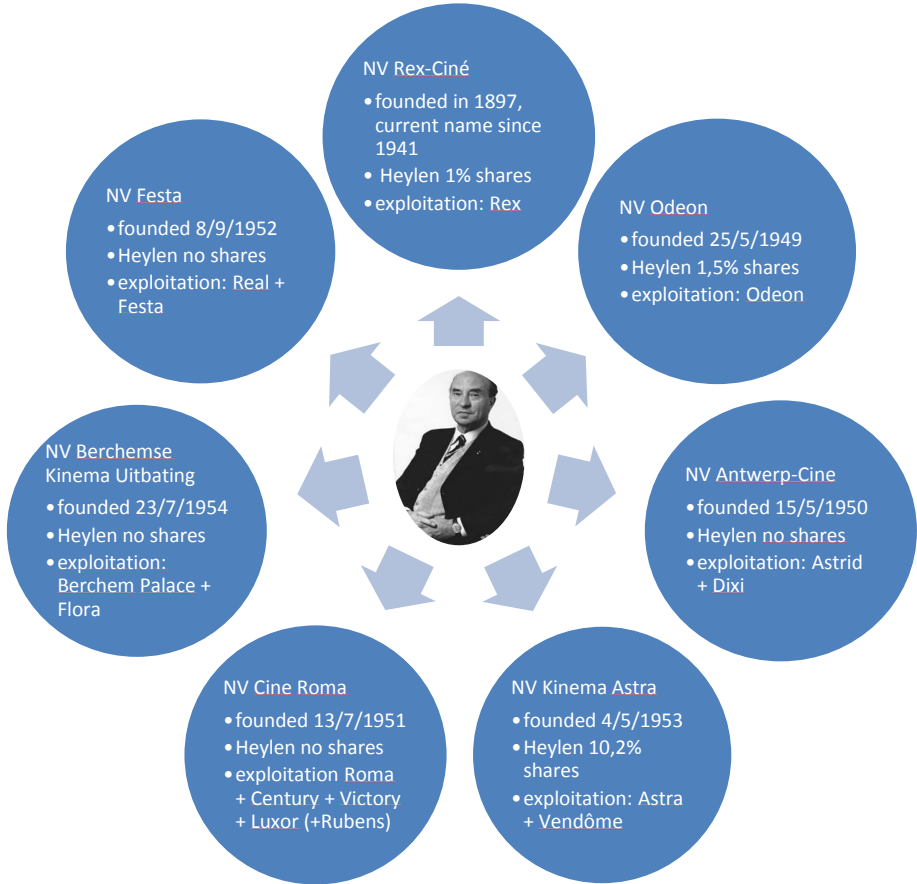 NV Rex-Ciné
•founded in 1897,
current name since
1941
• Heylen 1% shares
•exploitation: Rex
NV Odeon
•founded 25/5/1949
•Heylen 1,5% shares
•exploitation: Odeon
NV Antwerp-Cine
•founded 15/5/1950
•Heylen no shares
•exploitation: Astrid
+ Dixi
NV Kinema Astra
•founded 4/5/1953
•Heylen 10,2%
shares
•exploitation: Astra
+ Vendôme
NV Cine Roma
•founded 13/7/1951
•Heylen no shares
•exploitation Roma
+ Century + Victory
+ Luxor (+Rubens)
NV Berchemse
Kinema Uitbating
•founded 23/7/1954
•Heylen no shares
•exploitation:
Berchem Palace +
Flora
NV Festa
•founded 8/9/1952
•Heylen no shares
•exploitation: Real +
Festa